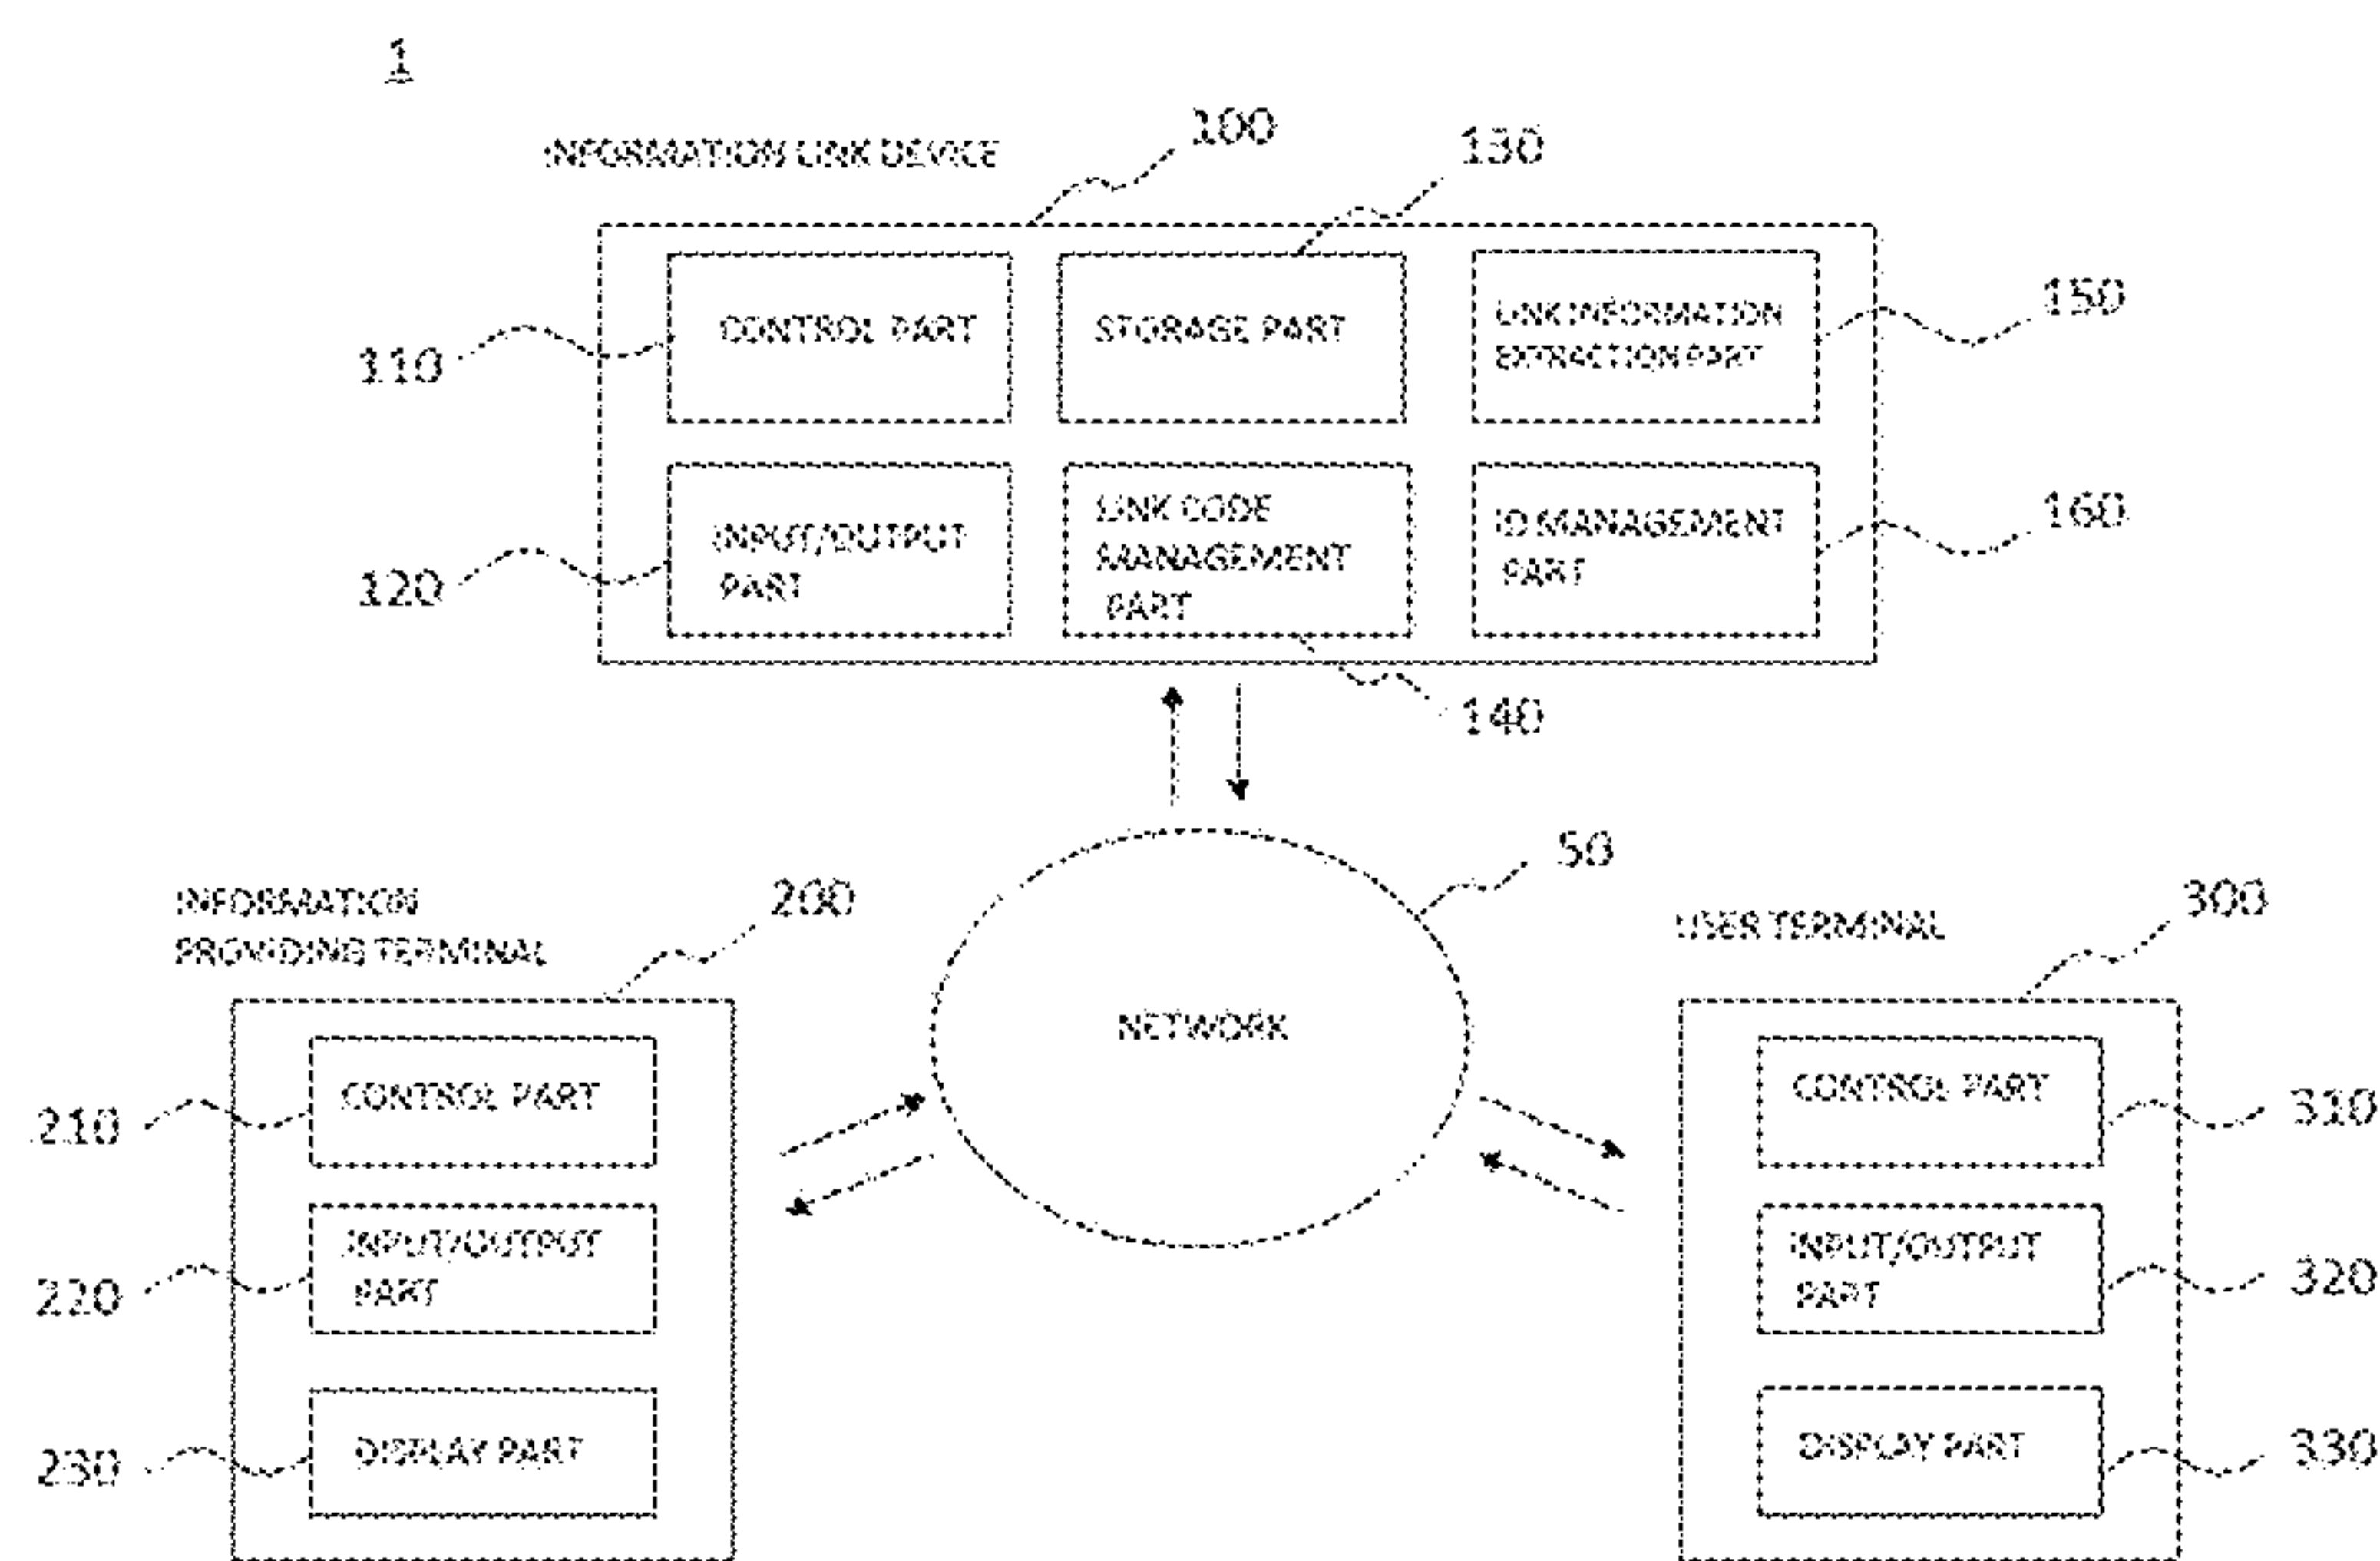 1
INFORMATION LINK DEVICE
100
130
CONTROL PART
STORAGE PART
LINK INFORMATION
EXTRACTION PART
150
110
INPUT/OUTPUT
PART
LINK CODE
MANAGEMENT
PART
ID MANAGEMENT
PART
160
120
140
50
INFORMATION
PROVIDING TERMINAL
200
USER TERMINAL
300
NETWORK
CONTROL PART
210
INPUT/OUTPUT
PART
220
DISPLAY PART
230
CONTROL PART
310
INPUT/OUTPUT
PART
320
DISPLAY PART
330